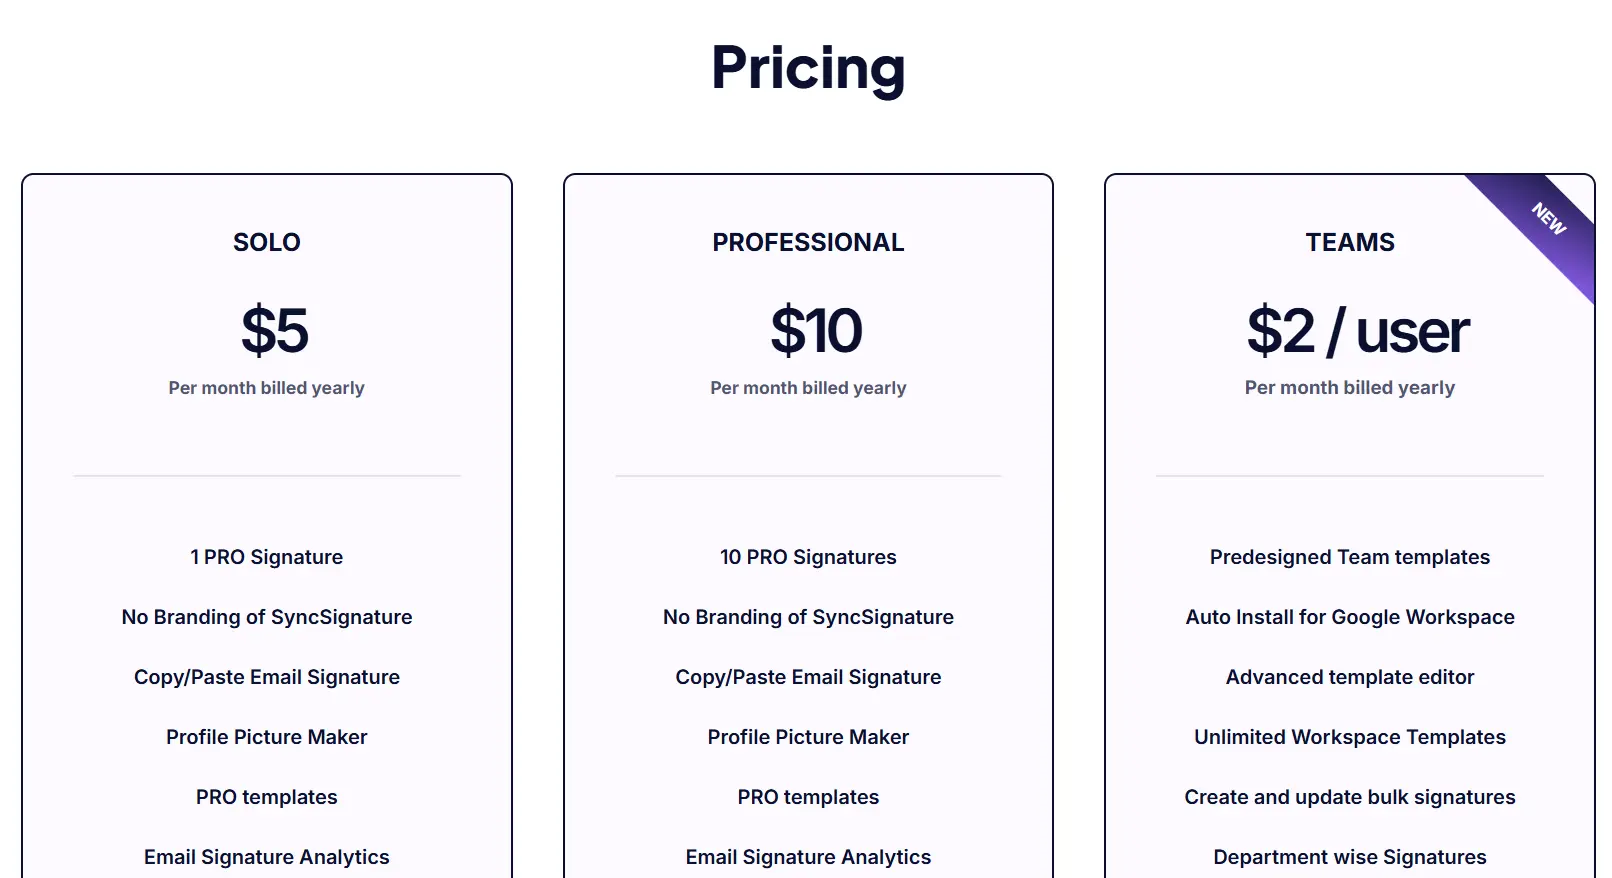 Pricing
SOLO
$5
Per month billed yearly
1 PRO Signature
No Branding of SyncSignature
Copy/Paste Email Signature
Profile Picture Maker
PRO templates
Email Signature Analytics
PROFESSIONAL
$10
Per month billed yearly
10 PRO Signatures
No Branding of SyncSignature
Copy/Paste Email Signature
Profile Picture Maker
PRO templates
Email Signature Analytics
NEW
TEAMS
$2 / user
Per month billed yearly
Predesigned Team templates
Auto Install for Google Workspace
Advanced template editor
Unlimited Workspace Templates
Create and update bulk signatures
Department wise Signatures